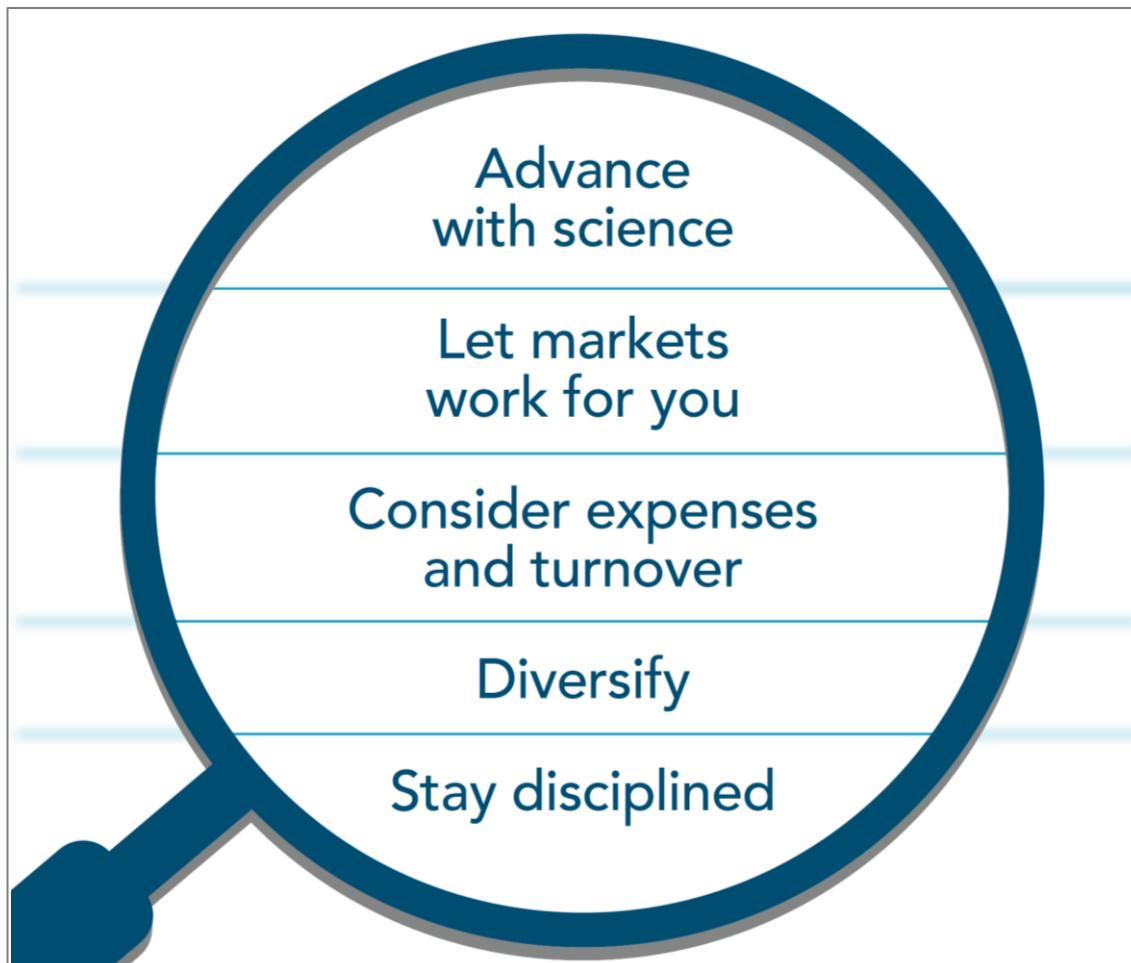 Advance
with science
Let markets
work for you
Consider expenses
and turnover
Diversify
Stay disciplined